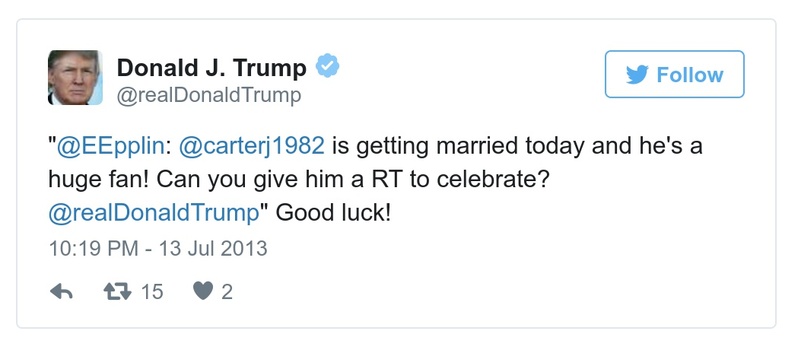 Donald J. Trump
@realDonaldTrump
Follow
"@EEpplin: @carterj1982 is getting married today and he's a
huge fan! Can you give him a RT to celebrate?
@realDonaldTrump" Good luck!
10:19 PM - 13 Jul 2013
15 2